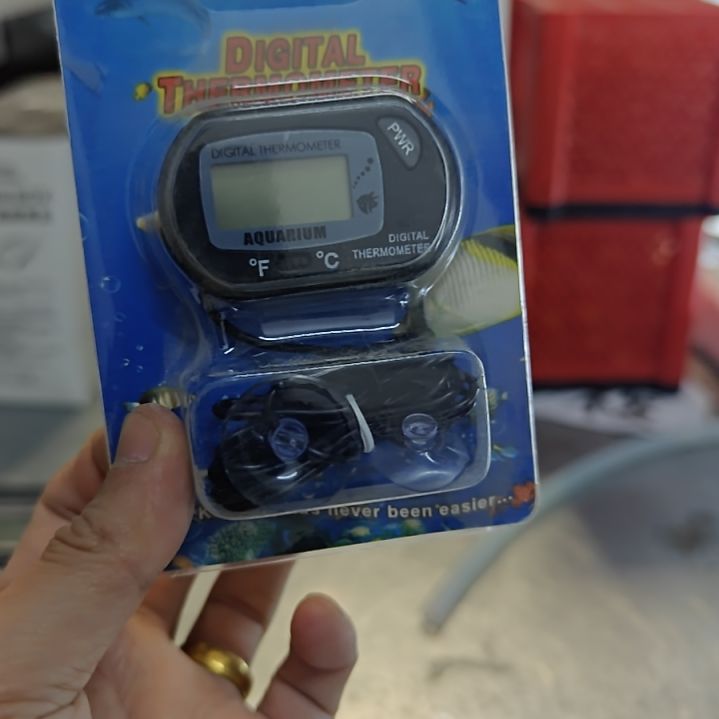 DIGITAL
THERMOMETER
PWR
DIGITAL THERMOMETER
AQUARIUM
DIGITAL
THERMOMETER
°F °C
never been easier...